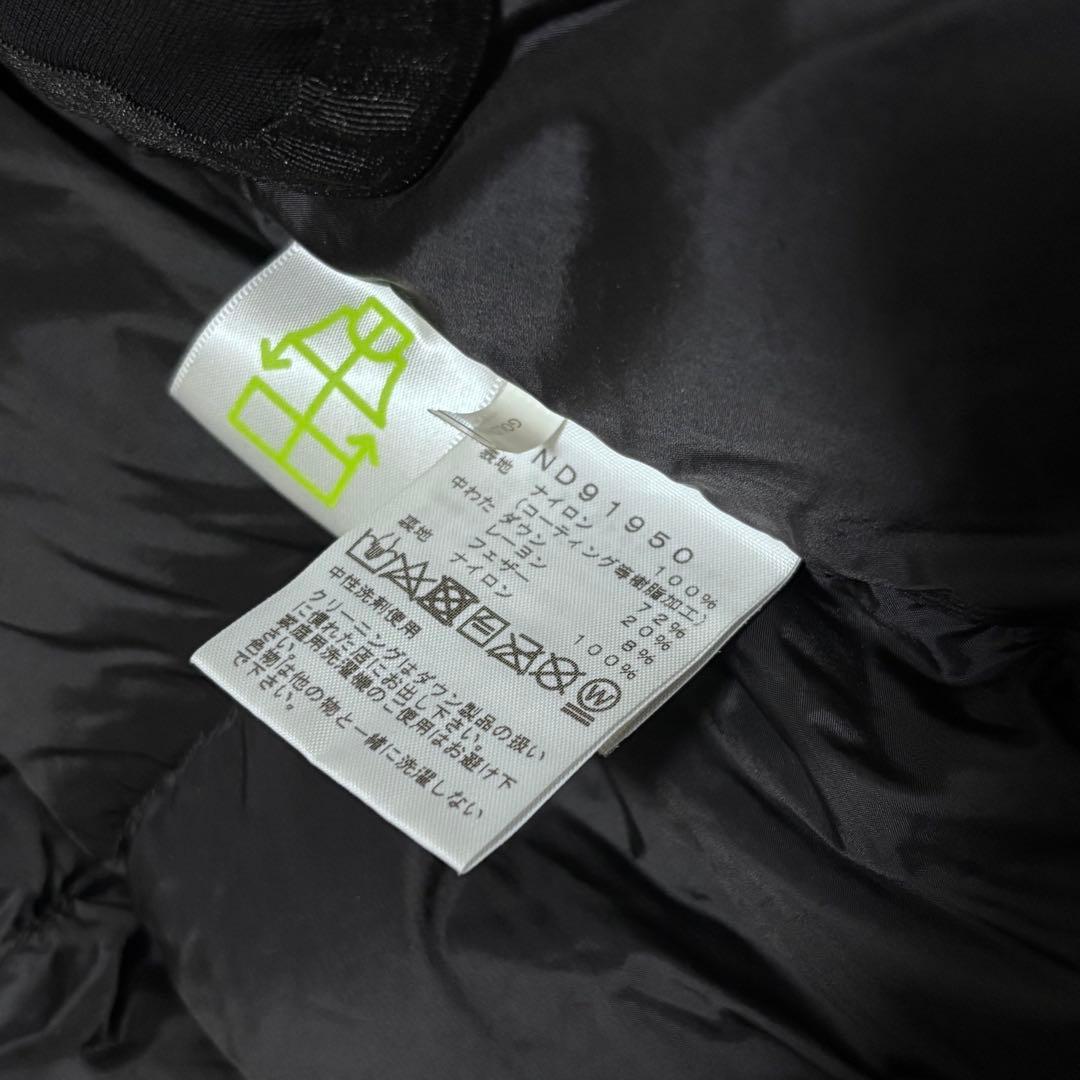 ND91950
表地 ナイロン 100%
(コーティング等樹脂加工)
中わた ダウン 72%
レーヨン 20%
フェザー 8%
裏地 ナイロン 100%
W
中性洗剤使用
クリーニングはダウン製品の扱い
に慣れた店にお出し下さい。
家庭用洗濯機のご使用はお避け下
さい。
色物は他の物と一緒に洗濯しない
で下さい。